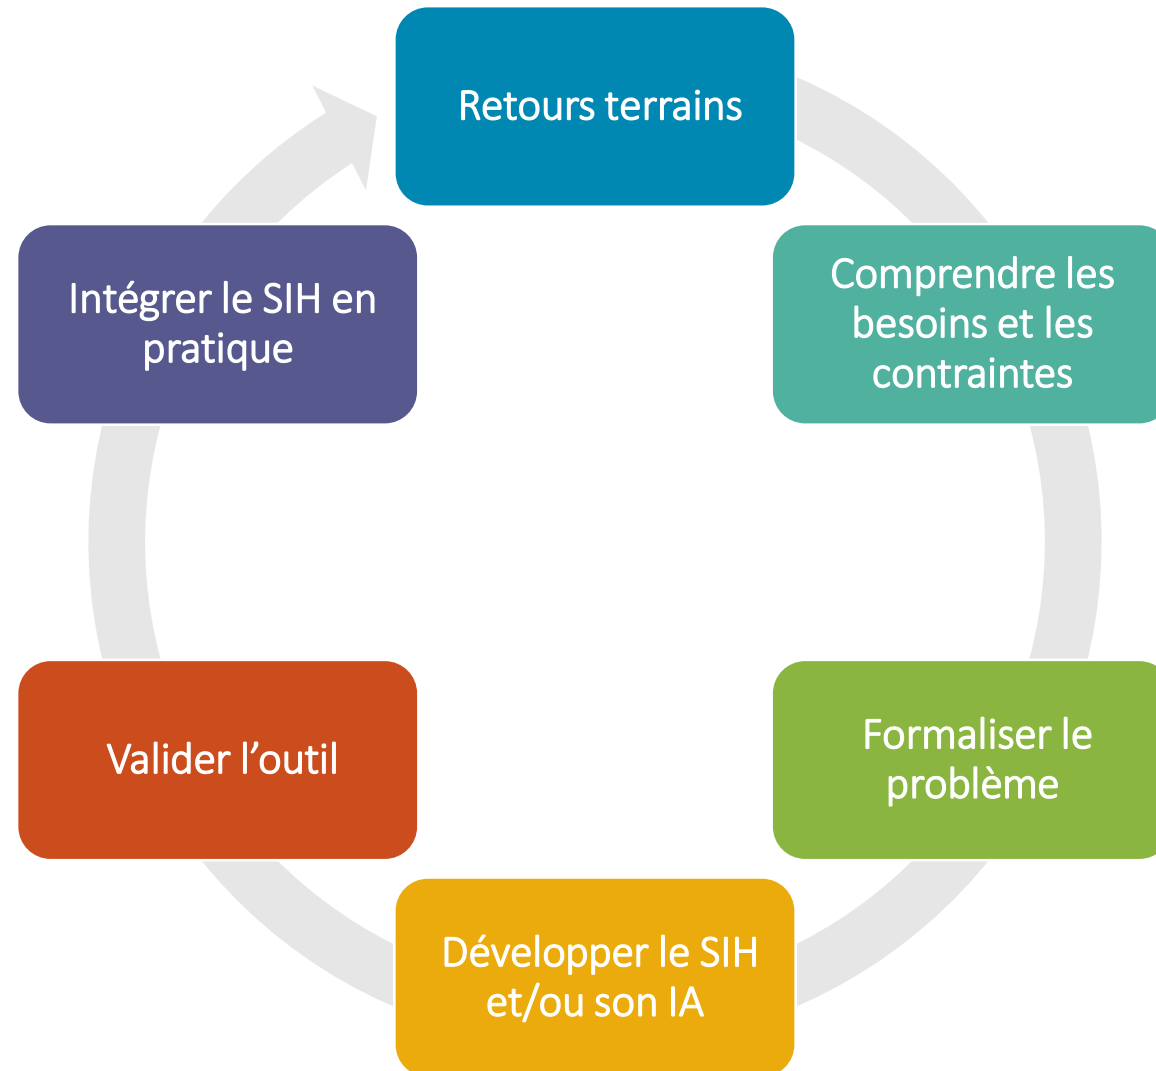 Retours terrains
Comprendre les
besoins et les
contraintes
Formaliser le
problème
Développer le SIH
et/ou son IA
Valider l’outil
Intégrer le SIH en
pratique